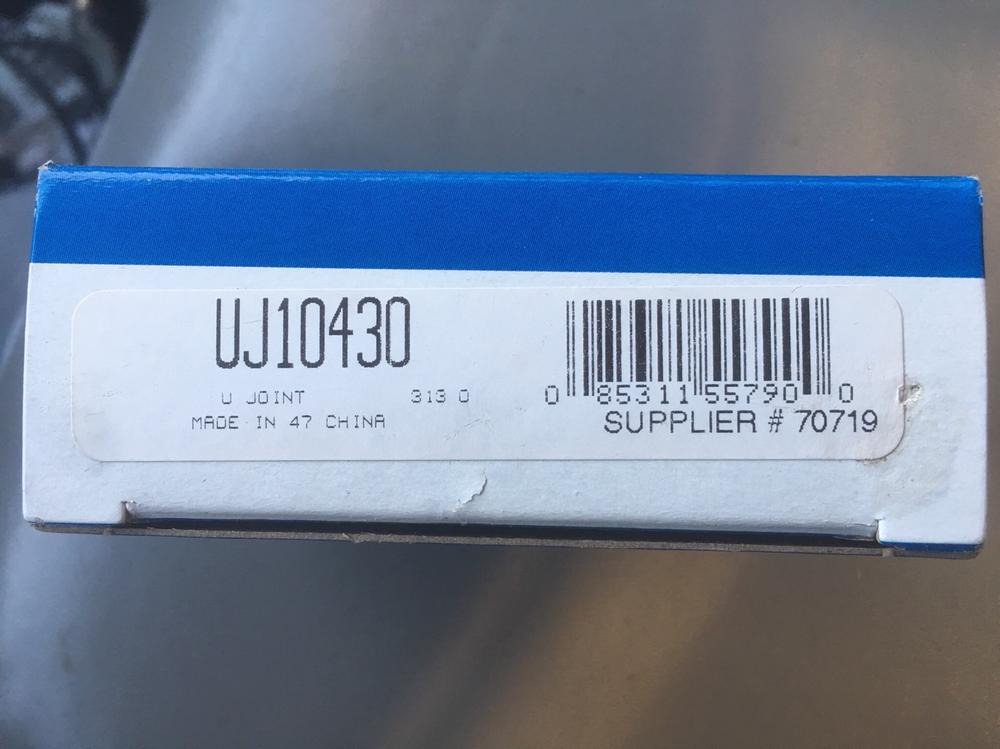 UJ10430
U JOINT 313 0
MADE IN 47 CHINA
0 85311 55790 0
SUPPLIER # 70719